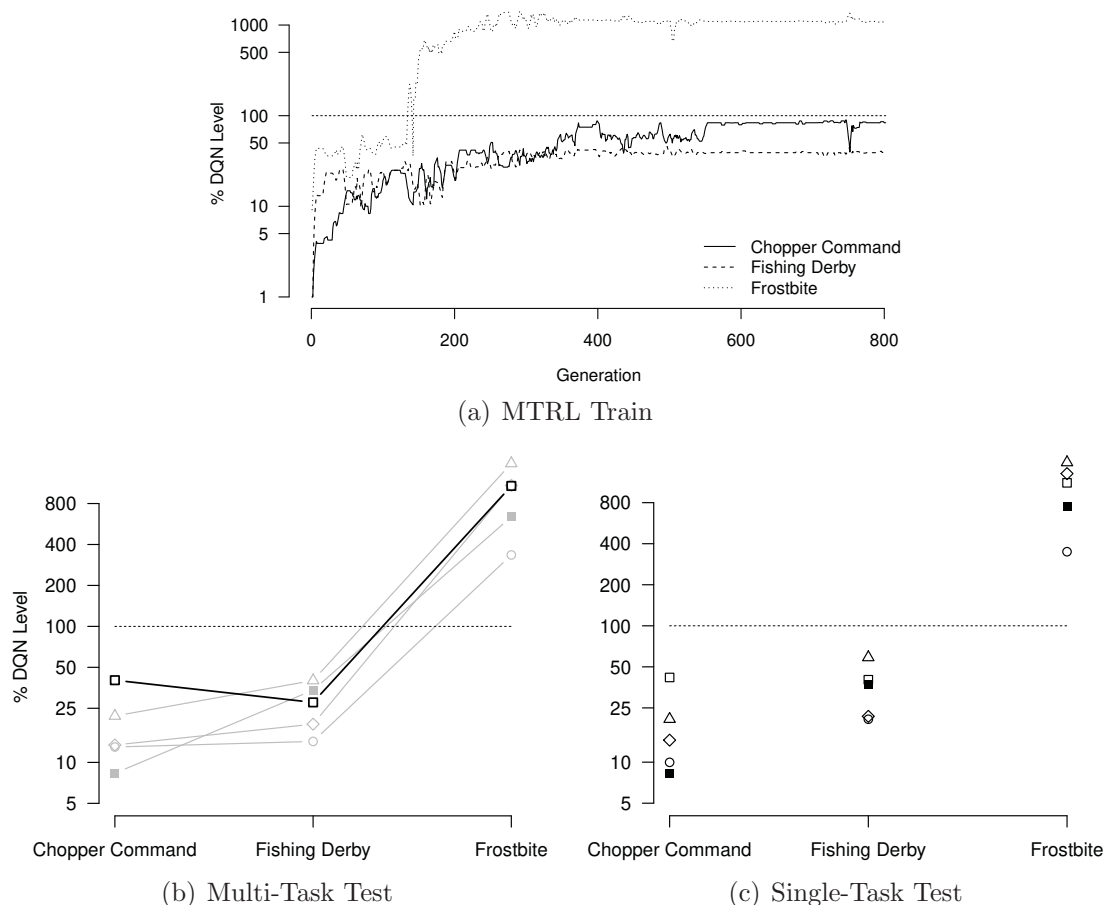 1000
500
100
50
10
5
1
% DQN Level
Chopper Command
Fishing Derby
Frostbite
0 200 400 600 800
Generation
(a) MTRL Train
800
400
200
100
50
25
10
5
% DQN Level
Chopper Command Fishing Derby Frostbite
(b) Multi-Task Test
800
400
200
100
50
25
10
5
Chopper Command Fishing Derby Frostbite
(c) Single-Task Test